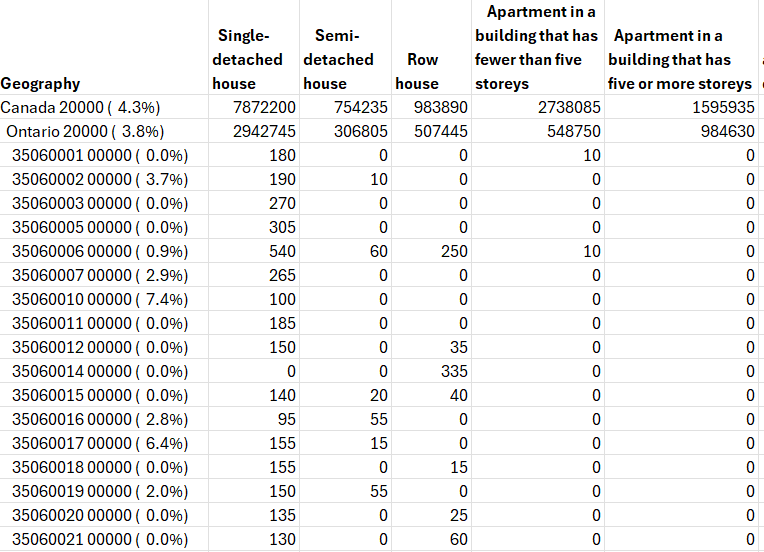 Geography Single-detached house Semi-detached house Row house Apartment in a building that has fewer than five storeys Apartment in a building that has five or more storeys
Canada 20000 ( 4.3%) 7872200 754235 983890 2738085 1595935
Ontario 20000 ( 3.8%) 2942745 306805 507445 548750 984630
35060001 00000 ( 0.0%) 180 0 0 10 0
35060002 00000 ( 3.7%) 190 10 0 0 0
35060003 00000 ( 0.0%) 270 0 0 0 0
35060005 00000 ( 0.0%) 305 0 0 0 0
35060006 00000 ( 0.9%) 540 60 250 10 0
35060007 00000 ( 2.9%) 265 0 0 0 0
35060010 00000 ( 7.4%) 100 0 0 0 0
35060011 00000 ( 0.0%) 185 0 0 0 0
35060012 00000 ( 0.0%) 150 0 35 0 0
35060014 00000 ( 0.0%) 0 0 335 0 0
35060015 00000 ( 0.0%) 140 20 40 0 0
35060016 00000 ( 2.8%) 95 55 0 0 0
35060017 00000 ( 6.4%) 155 15 0 0 0
35060018 00000 ( 0.0%) 155 0 15 0 0
35060019 00000 ( 2.0%) 150 55 0 0 0
35060020 00000 ( 0.0%) 135 0 25 0 0
35060021 00000 ( 0.0%) 130 0 60 0 0